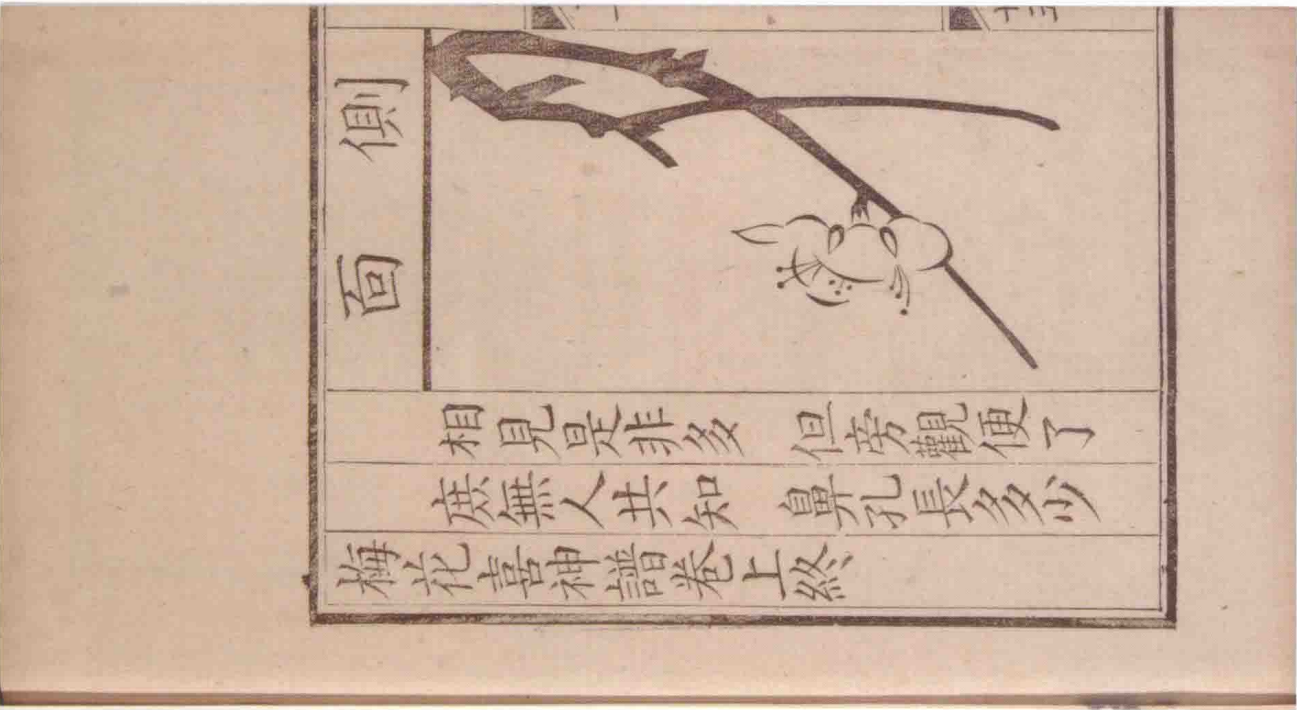 側靣
相見是非多　但旁觀便了
庶無人共知　鼻孔長多少
梅花喜神譜卷上終